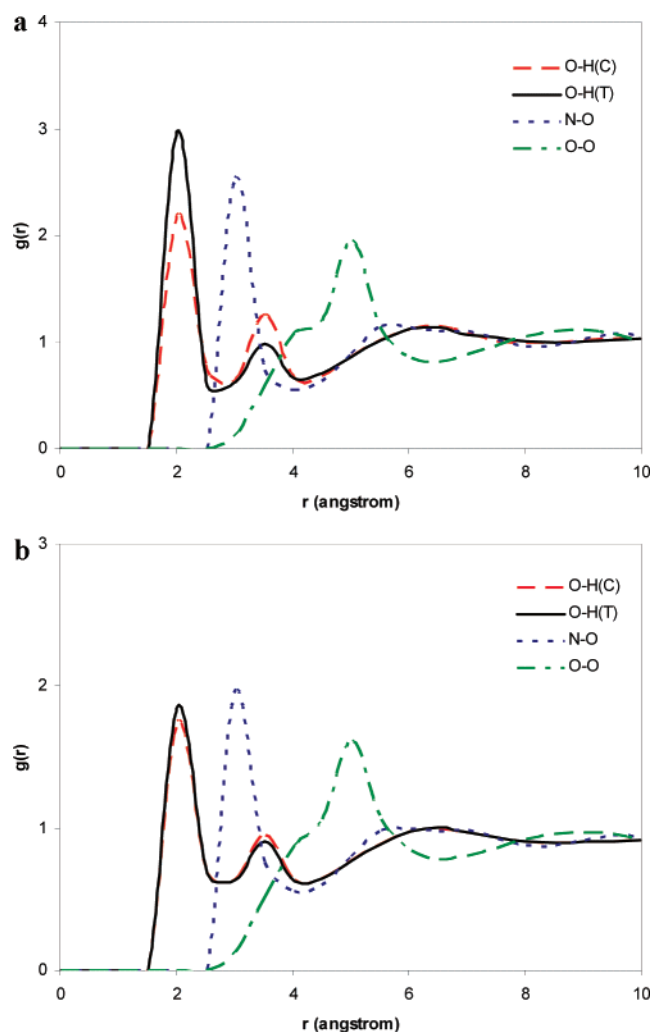 a
4
3
2
1
0
g(r)
O-H(C)
O-H(T)
N-O
O-O
0 2 4 6 8 10
r (angstrom)
b
3
2
1
0
g(r)
O-H(C)
O-H(T)
N-O
O-O
0 2 4 6 8 10
r (angstrom)